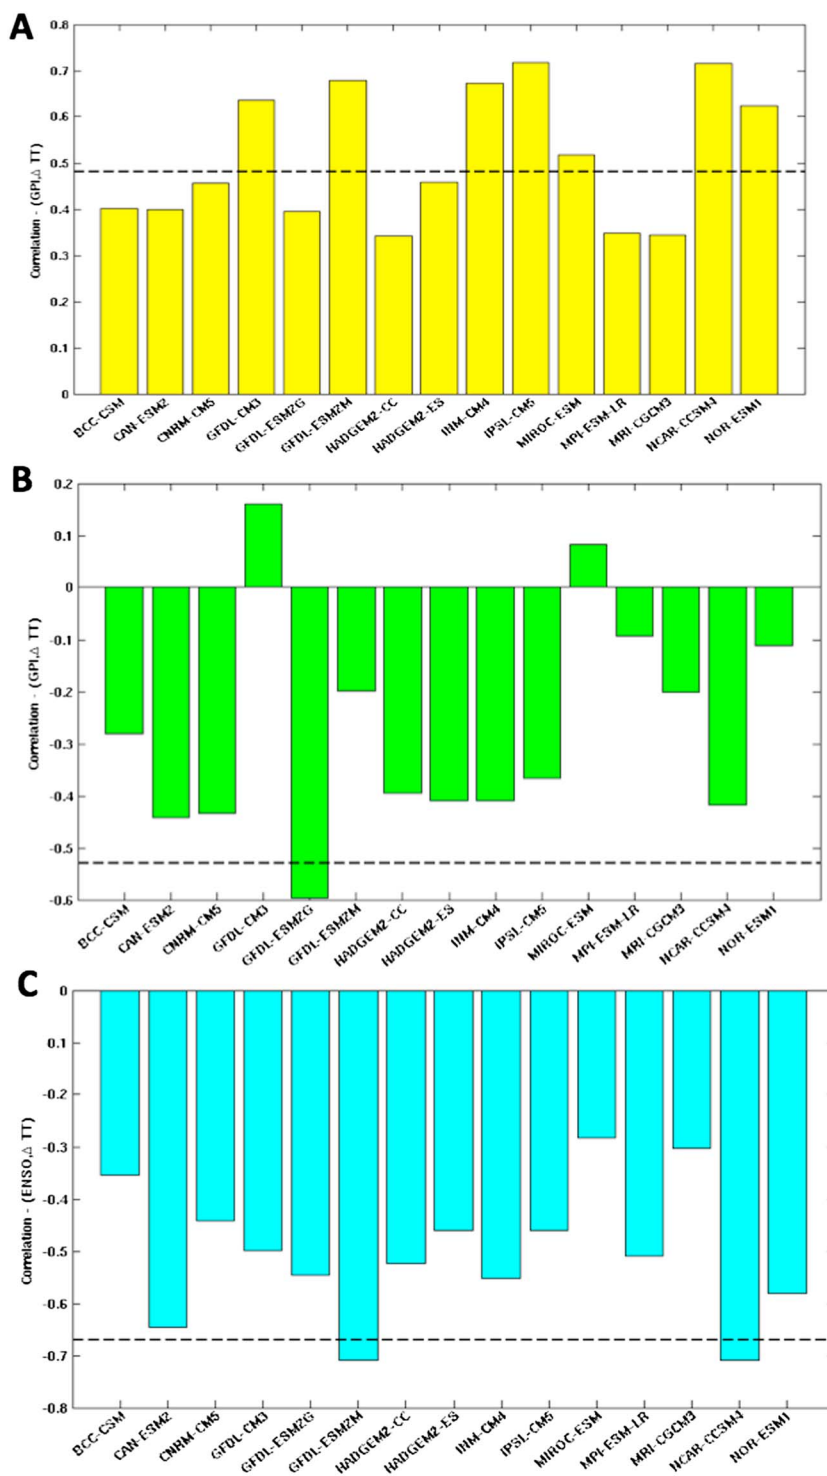 A
0.8
0.7
0.6
0.5
0.4
0.3
0.2
0.1
0
Correlation - (GPI,Δ TT)
BCC-CSM
CAN-ESM2
CNRM-CM5
GFDL-CM3
GFDL-ESM2G
GFDL-ESM2M
HADGEM2-CC
HADGEM2-ES
INM-CM4
IPSL-CM5
MIROC-ESM
MPI-ESM-LR
MRI-CGCM3
NCAR-CCSM4
NOR-ESM1
B
0.2
0.1
0
-0.1
-0.2
-0.3
-0.4
-0.5
-0.6
Correlation - (GPI,Δ TT)
BCC-CSM
CAN-ESM2
CNRM-CM5
GFDL-CM3
GFDL-ESM2G
GFDL-ESM2M
HADGEM2-CC
HADGEM2-ES
INM-CM4
IPSL-CM5
MIROC-ESM
MPI-ESM-LR
MRI-CGCM3
NCAR-CCSM4
NOR-ESM1
C
0
0.1
-0.2
-0.3
-0.4
-0.5
-0.6
-0.7
-0.8
Correlation - (ENSO,Δ TT)
BCC-CSM
CAN-ESM2
CNRM-CM5
GFDL-CM3
GFDL-ESM2G
GFDL-ESM2M
HADGEM2-CC
HADGEM2-ES
INM-CM4
IPSL-CM5
MIROC-ESM
MPI-ESM-LR
MRI-CGCM3
NCAR-CCSM4
NOR-ESM1